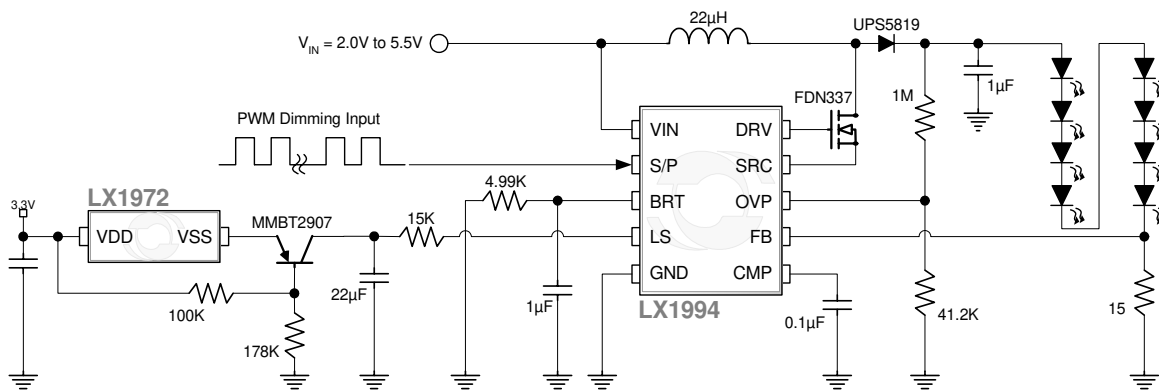 22µH
UPS5819
VIN = 2.0V to 5.5V
1M
1µF
FDN337
PWM Dimming Input
VIN
DRV
S/P
SRC
4.99K
LX1972
BRT
OVP
3.3V
MMBT2907
15K
VDD
VSS
LS
FB
GND
CMP
22µF
100K
1µF
LX1994
0.1µF
41.2K
15
178K